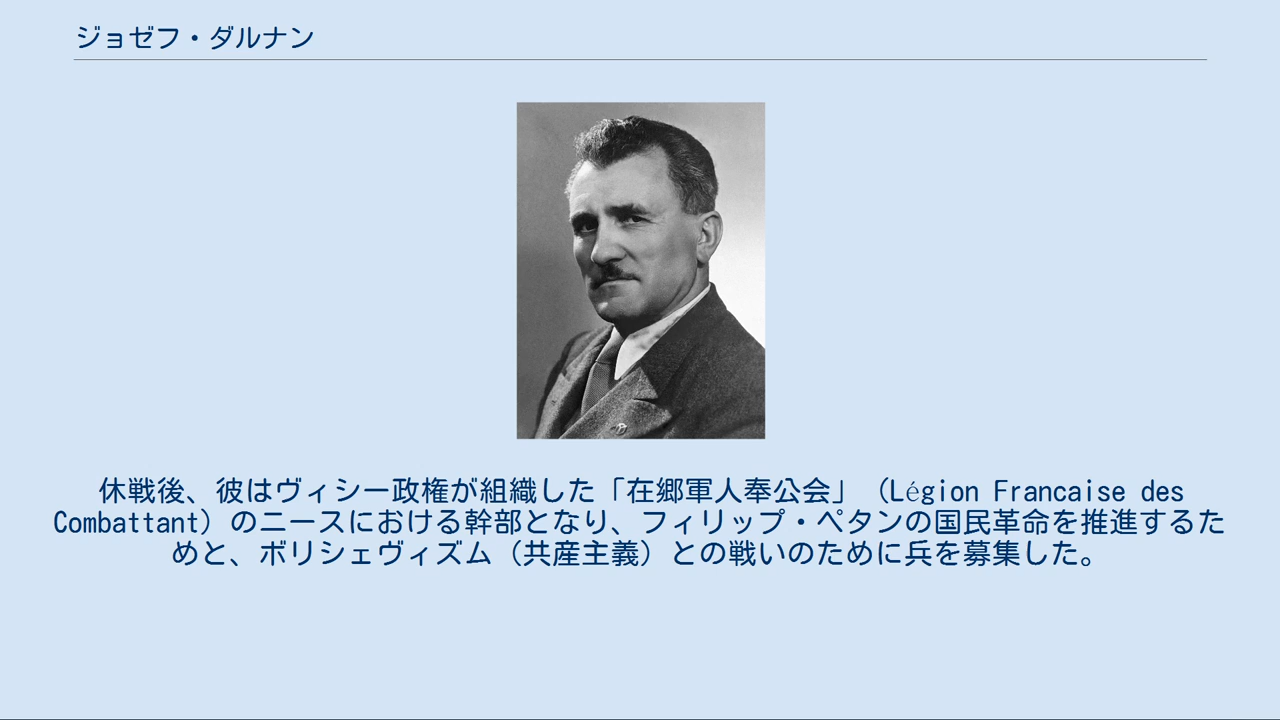 ジョゼフ・ダルナン
休戦後、彼はヴィシー政権が組織した「在郷軍人奉公会」（Légion Francaise des
Combattant）のニースにおける幹部となり、フィリップ・ペタンの国民革命を推進するた
めと、ボリシェヴィズム（共産主義）との戦いのために兵を募集した。